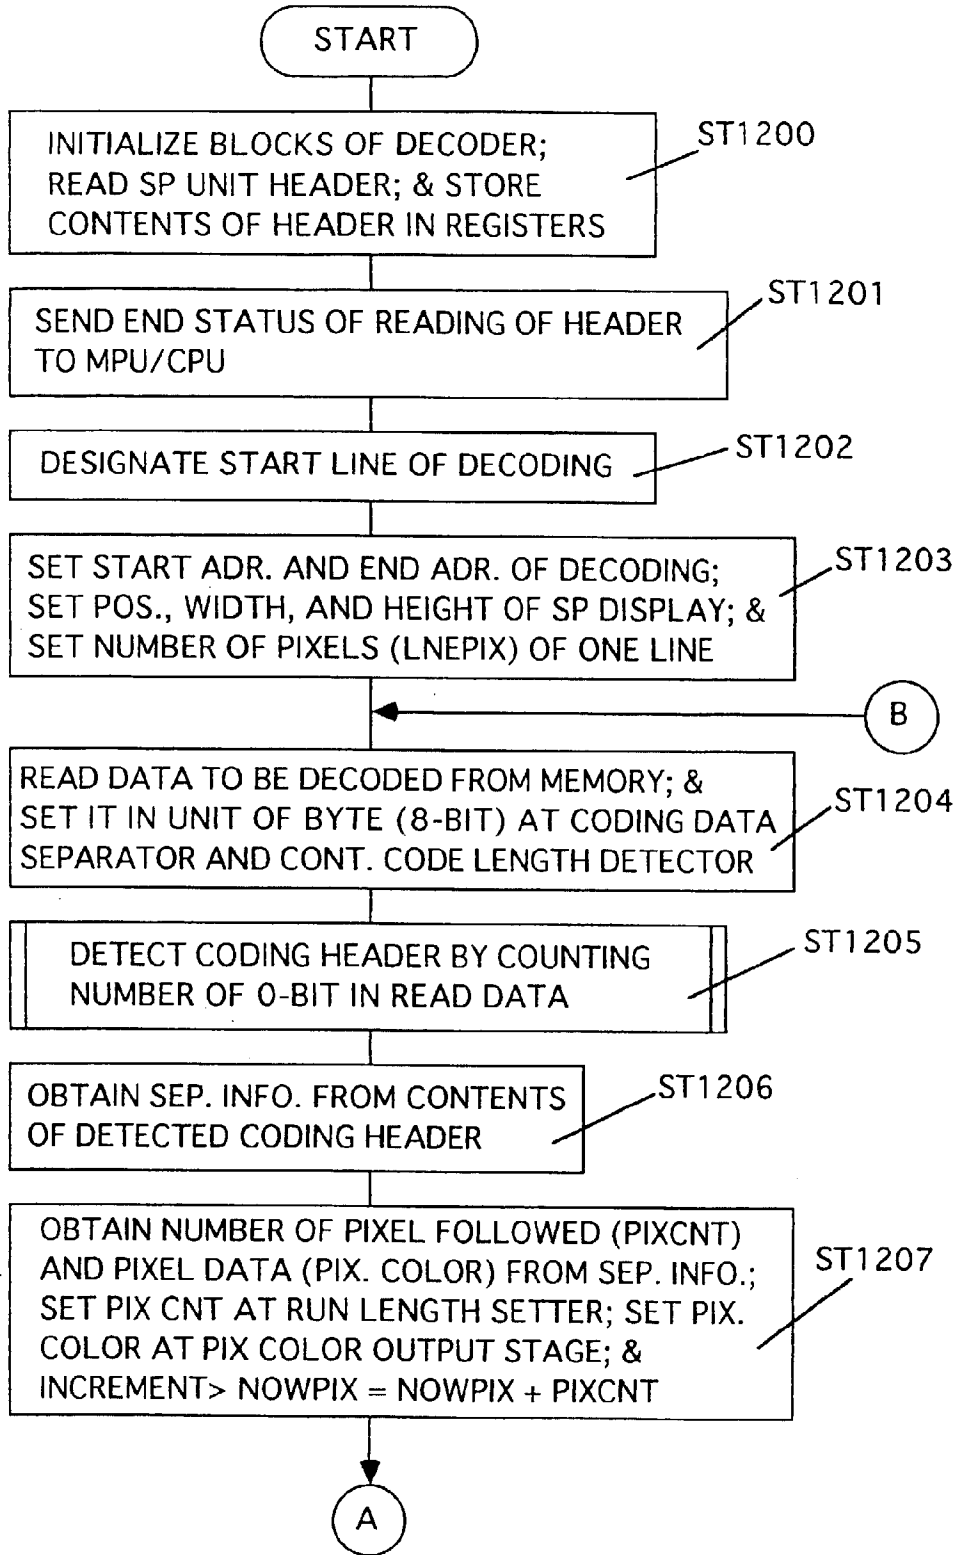 START
INITIALIZE BLOCKS OF DECODER;
READ SP UNIT HEADER; & STORE
CONTENTS OF HEADER IN REGISTERS
ST1200
SEND END STATUS OF READING OF HEADER
TO MPU/CPU
ST1201
DESIGNATE START LINE OF DECODING
ST1202
SET START ADR. AND END ADR. OF DECODING;
SET POS., WIDTH, AND HEIGHT OF SP DISPLAY; &
SET NUMBER OF PIXELS (LNEPIX) OF ONE LINE
ST1203
B
READ DATA TO BE DECODED FROM MEMORY; &
SET IT IN UNIT OF BYTE (8-BIT) AT CODING DATA
SEPARATOR AND CONT. CODE LENGTH DETECTOR
ST1204
DETECT CODING HEADER BY COUNTING
NUMBER OF 0-BIT IN READ DATA
ST1205
OBTAIN SEP. INFO. FROM CONTENTS
OF DETECTED CODING HEADER
ST1206
OBTAIN NUMBER OF PIXEL FOLLOWED (PIXCNT)
AND PIXEL DATA (PIX. COLOR) FROM SEP. INFO.;
SET PIX CNT AT RUN LENGTH SETTER; SET PIX.
COLOR AT PIX COLOR OUTPUT STAGE; &
INCREMENT> NOWPIX = NOWPIX + PIXCNT
ST1207
A